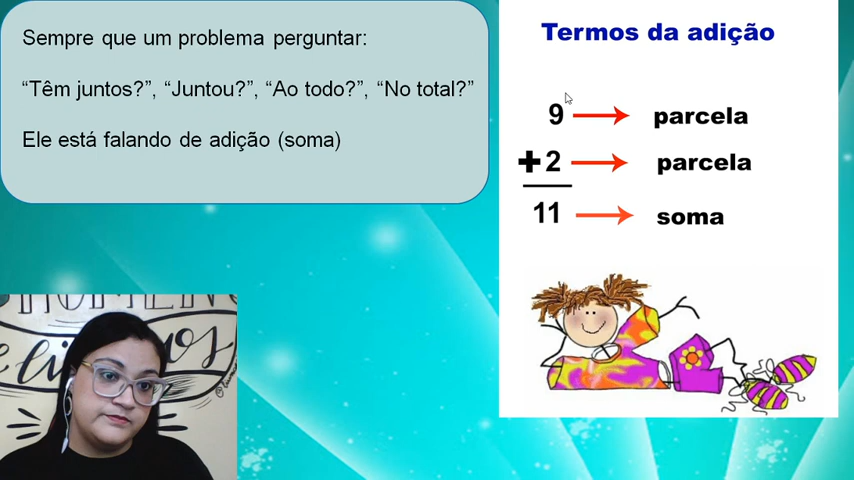 Sempre que um problema perguntar:
“Têm juntos?”, “Juntou?”, “Ao todo?”, “No total?”
Ele está falando de adição (soma)
Termos da adição
9 parcela
+2 parcela
11 soma